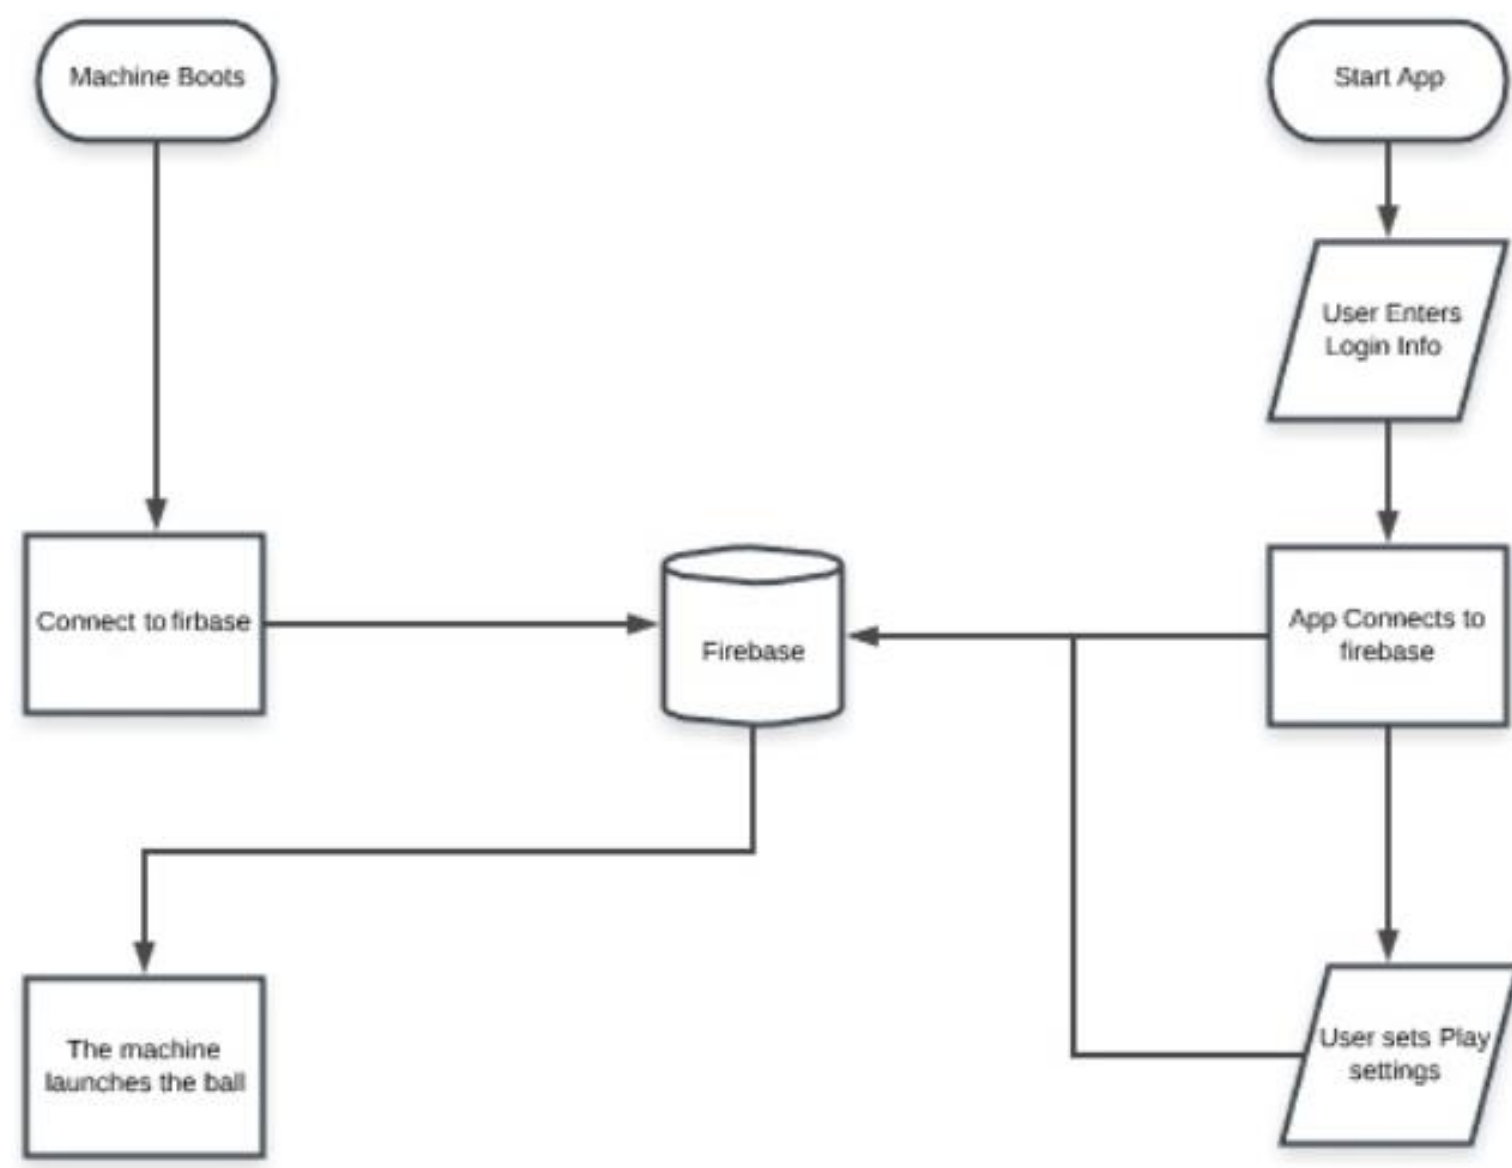 Machine Boots
Start App
User Enters
Login Info
Connect to firbase
Firebase
App Connects to
firebase
The machine
launches the ball
User sets Play
settings